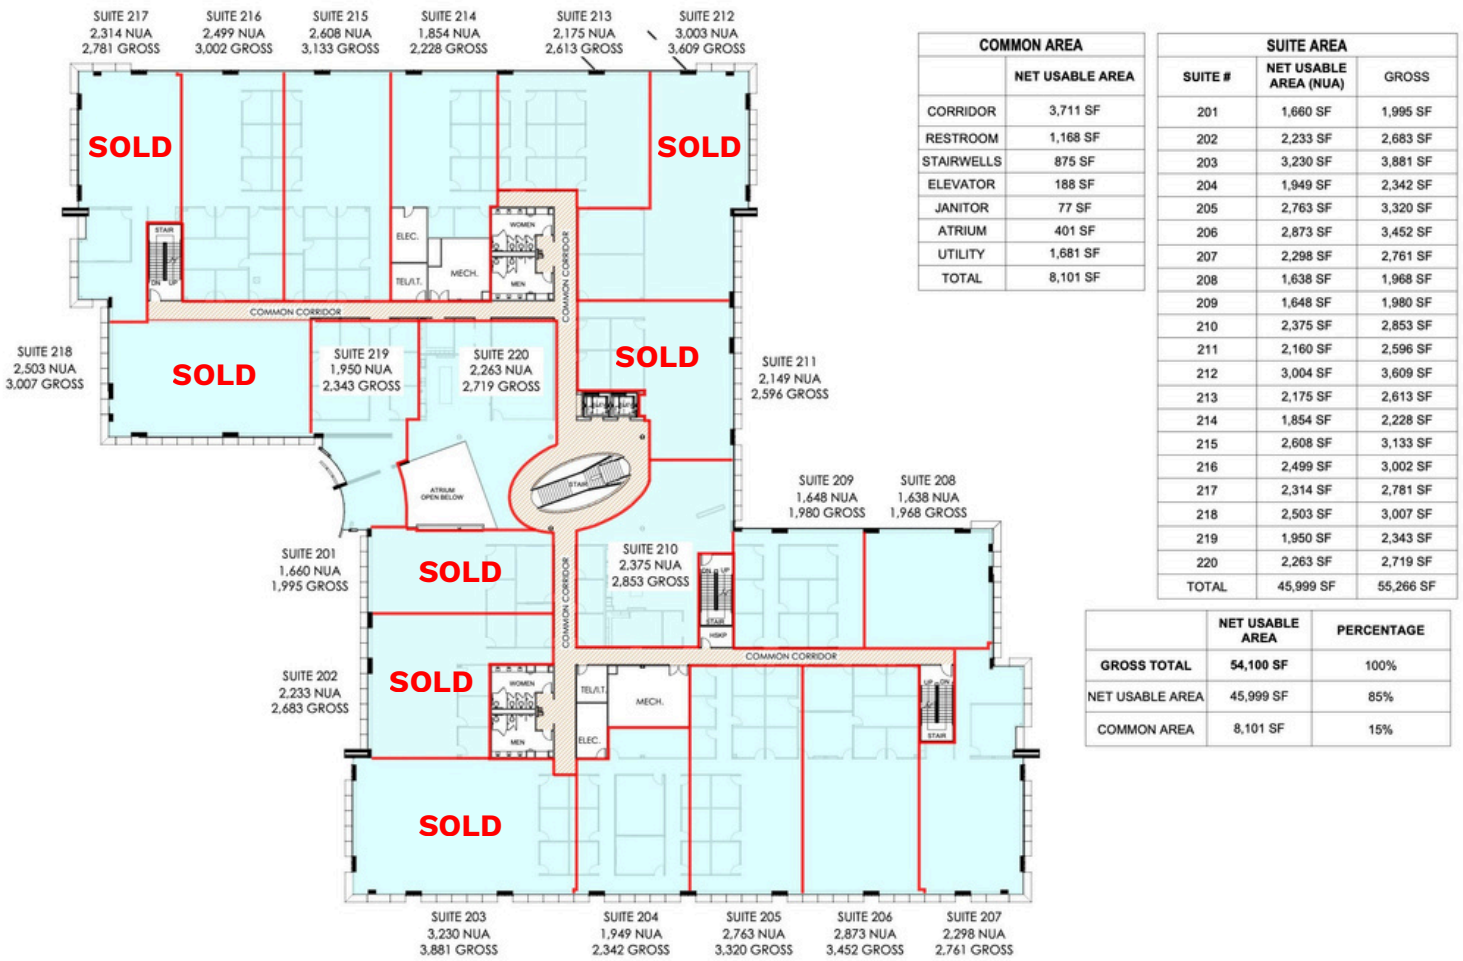 SUITE 217
2,314 NUA
2,781 GROSS
SUITE 216
2,499 NUA
3,002 GROSS
SUITE 215
2,608 NUA
3,133 GROSS
SUITE 214
1,854 NUA
2,228 GROSS
SUITE 213
2,175 NUA
2,613 GROSS
SUITE 212
3,003 NUA
3,609 GROSS
SOLD
SOLD
STAIR
DN UP
ELEC.
TEL/I.T.
MECH.
WOMEN
MEN
COMMON CORRIDOR
COMMON CORRIDOR
SUITE 218
2,503 NUA
3,007 GROSS
SOLD
SUITE 219
1,950 NUA
2,343 GROSS
SUITE 220
2,263 NUA
2,719 GROSS
SOLD
SUITE 211
2,149 NUA
2,596 GROSS
ATRIUM
OPEN BELOW
STAIR
SUITE 209
1,648 NUA
1,980 GROSS
SUITE 208
1,638 NUA
1,968 GROSS
SUITE 201
1,660 NUA
1,995 GROSS
SOLD
COMMON CORRIDOR
SUITE 210
2,375 NUA
2,853 GROSS
DN UP
STAIR
HSKP
COMMON CORRIDOR
SUITE 202
2,233 NUA
2,683 GROSS
SOLD
WOMEN
MEN
TEL/I.T.
MECH.
ELEC.
UP DN
STAIR
SOLD
SUITE 203
3,230 NUA
3,881 GROSS
SUITE 204
1,949 NUA
2,342 GROSS
SUITE 205
2,763 NUA
3,320 GROSS
SUITE 206
2,873 NUA
3,452 GROSS
SUITE 207
2,298 NUA
2,761 GROSS
COMMON AREA
NET USABLE AREA
CORRIDOR 3,711 SF
RESTROOM 1,168 SF
STAIRWELLS 875 SF
ELEVATOR 188 SF
JANITOR 77 SF
ATRIUM 401 SF
UTILITY 1,681 SF
TOTAL 8,101 SF
SUITE AREA
SUITE # NET USABLE AREA (NUA) GROSS
201 1,660 SF 1,995 SF
202 2,233 SF 2,683 SF
203 3,230 SF 3,881 SF
204 1,949 SF 2,342 SF
205 2,763 SF 3,320 SF
206 2,873 SF 3,452 SF
207 2,298 SF 2,761 SF
208 1,638 SF 1,968 SF
209 1,648 SF 1,980 SF
210 2,375 SF 2,853 SF
211 2,160 SF 2,596 SF
212 3,004 SF 3,609 SF
213 2,175 SF 2,613 SF
214 1,854 SF 2,228 SF
215 2,608 SF 3,133 SF
216 2,499 SF 3,002 SF
217 2,314 SF 2,781 SF
218 2,503 SF 3,007 SF
219 1,950 SF 2,343 SF
220 2,263 SF 2,719 SF
TOTAL 45,999 SF 55,266 SF
NET USABLE AREA PERCENTAGE
GROSS TOTAL 54,100 SF 100%
NET USABLE AREA 45,999 SF 85%
COMMON AREA 8,101 SF 15%